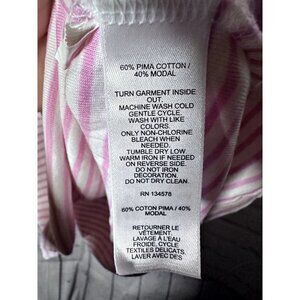 60% PIMA COTTON /
40% MODAL
TURN GARMENT INSIDE
OUT.
MACHINE WASH COLD
GENTLE CYCLE.
WASH WITH LIKE
COLORS.
ONLY NON-CHLORINE
BLEACH WHEN
NEEDED.
TUMBLE DRY LOW
WARM IRON IF NEEDED
ON REVERSE SIDE.
DO NOT IRON
DECORATION.
DO NOT DRY CLEAN.
RN 134578
60% COTON PIMA / 40%
MODAL
RETOURNER LE
VÊTEMENT.
LAVAGE À L'EAU
FROIDE, CYCLE
TEXTILES DÉLICATS.
LAVER AVEC DES